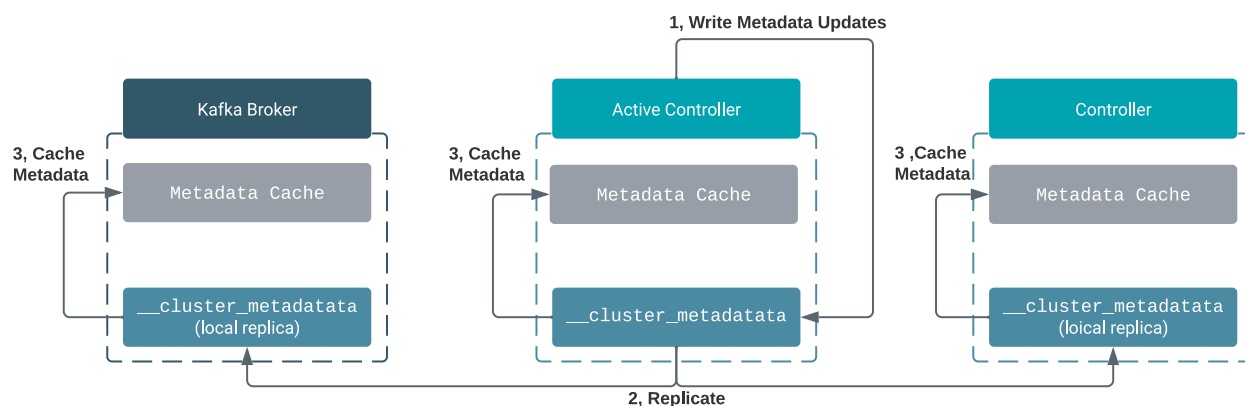 1, Write Metadata Updates
Kafka Broker
Active Controller
Controller
3, Cache
Metadata
Metadata Cache
3, Cache
Metadata
Metadata Cache
3 ,Cache
Metadata
Metadata Cache
__cluster_metadatata
(local replica)
__cluster_metadatata
__cluster_metadatata
(loical replica)
2, Replicate